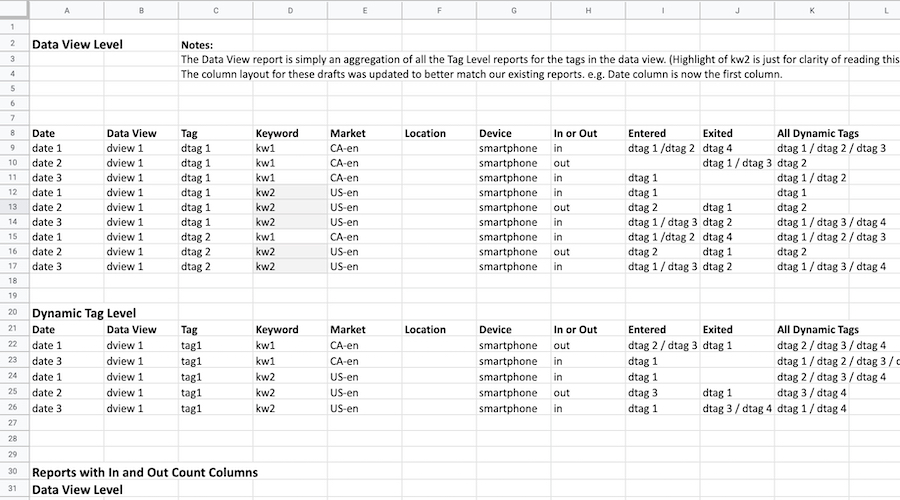 A B C D E F G H I J K L
1
2 Data View Level Notes:
3 The Data View report is simply an aggregation of all the Tag Level reports for the tags in the data view. (Highlight of kw2 is just for clarity of reading this
4 The column layout for these drafts was updated to better match our existing reports. e.g. Date column is now the first column.
5
6
7
8 Date Data View Tag Keyword Market Location Device In or Out Entered Exited All Dynamic Tags
9 date 1 dview 1 dtag 1 kw1 CA-en smartphone in dtag 1 /dtag 2 dtag 4 dtag 1 / dtag 2 / dtag 3
10 date 2 dview 1 dtag 1 kw1 CA-en smartphone out dtag 1 / dtag 3 dtag 2
11 date 3 dview 1 dtag 1 kw1 CA-en smartphone in dtag 1 dtag 1 / dtag 2
12 date 1 dview 1 dtag 1 kw2 US-en smartphone in dtag 1 dtag 1
13 date 2 dview 1 dtag 1 kw2 US-en smartphone out dtag 2 dtag 1 dtag 2
14 date 3 dview 1 dtag 1 kw2 US-en smartphone in dtag 1 / dtag 3 dtag 2 dtag 1 / dtag 3 / dtag 4
15 date 1 dview 1 dtag 2 kw1 CA-en smartphone in dtag 1 /dtag 2 dtag 4 dtag 1 / dtag 2 / dtag 3
16 date 2 dview 1 dtag 2 kw2 US-en smartphone out dtag 2 dtag 1 dtag 2
17 date 3 dview 1 dtag 2 kw2 US-en smartphone in dtag 1 / dtag 3 dtag 2 dtag 1 / dtag 3 / dtag 4
18
19
20 Dynamic Tag Level
21 Date Data View Tag Keyword Market Location Device In or Out Entered Exited All Dynamic Tags
22 date 1 dview 1 tag1 kw1 CA-en smartphone out dtag 2 / dtag 3 dtag 1 dtag 2 / dtag 3 / dtag 4
23 date 3 dview 1 tag1 kw1 CA-en smartphone in dtag 1 dtag 1 / dtag 2 / dtag 3 /
24 date 1 dview 1 tag1 kw2 US-en smartphone in dtag 1 dtag 2 / dtag 3 / dtag 4
25 date 2 dview 1 tag1 kw2 US-en smartphone out dtag 3 dtag 1 dtag 3 / dtag 4
26 date 3 dview 1 tag1 kw2 US-en smartphone in dtag 1 dtag 3 / dtag 4 dtag 1 / dtag 4
27
28
29
30 Reports with In and Out Count Columns
31 Data View Level